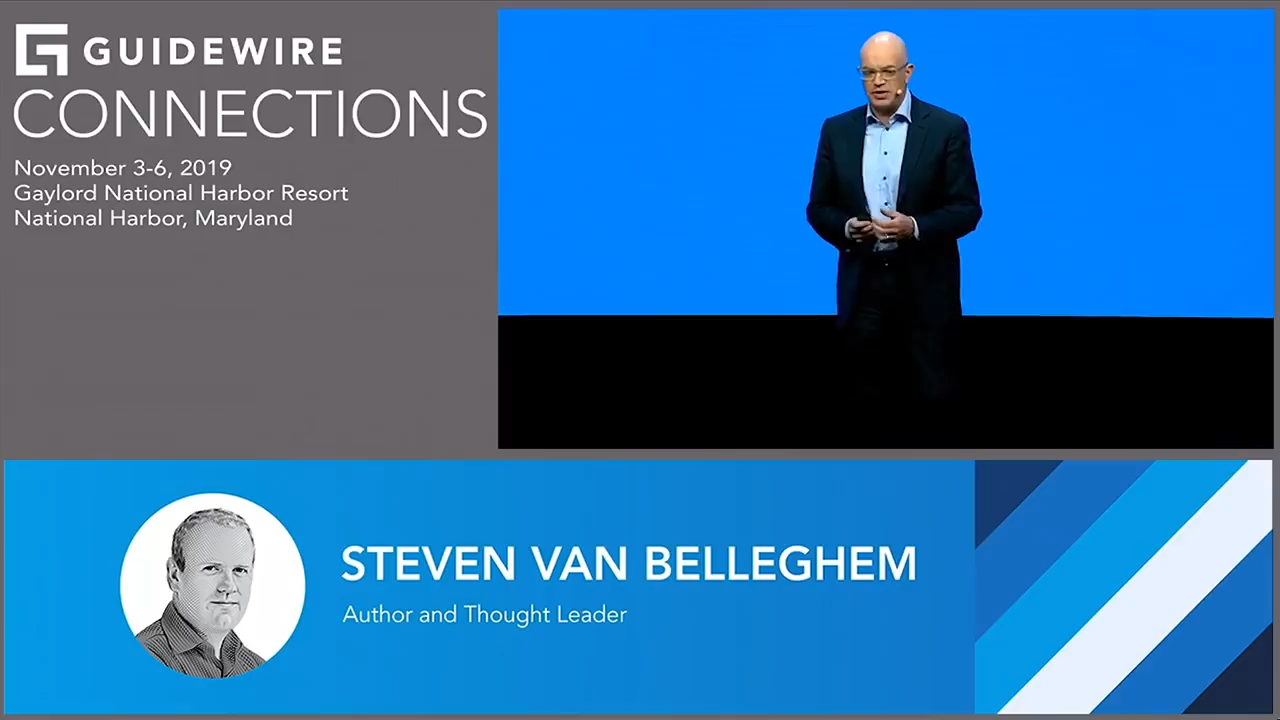 GUIDEWIRE
CONNECTIONS
November 3-6, 2019
Gaylord National Harbor Resort
National Harbor, Maryland
STEVEN VAN BELLEGHEM
Author and Thought Leader